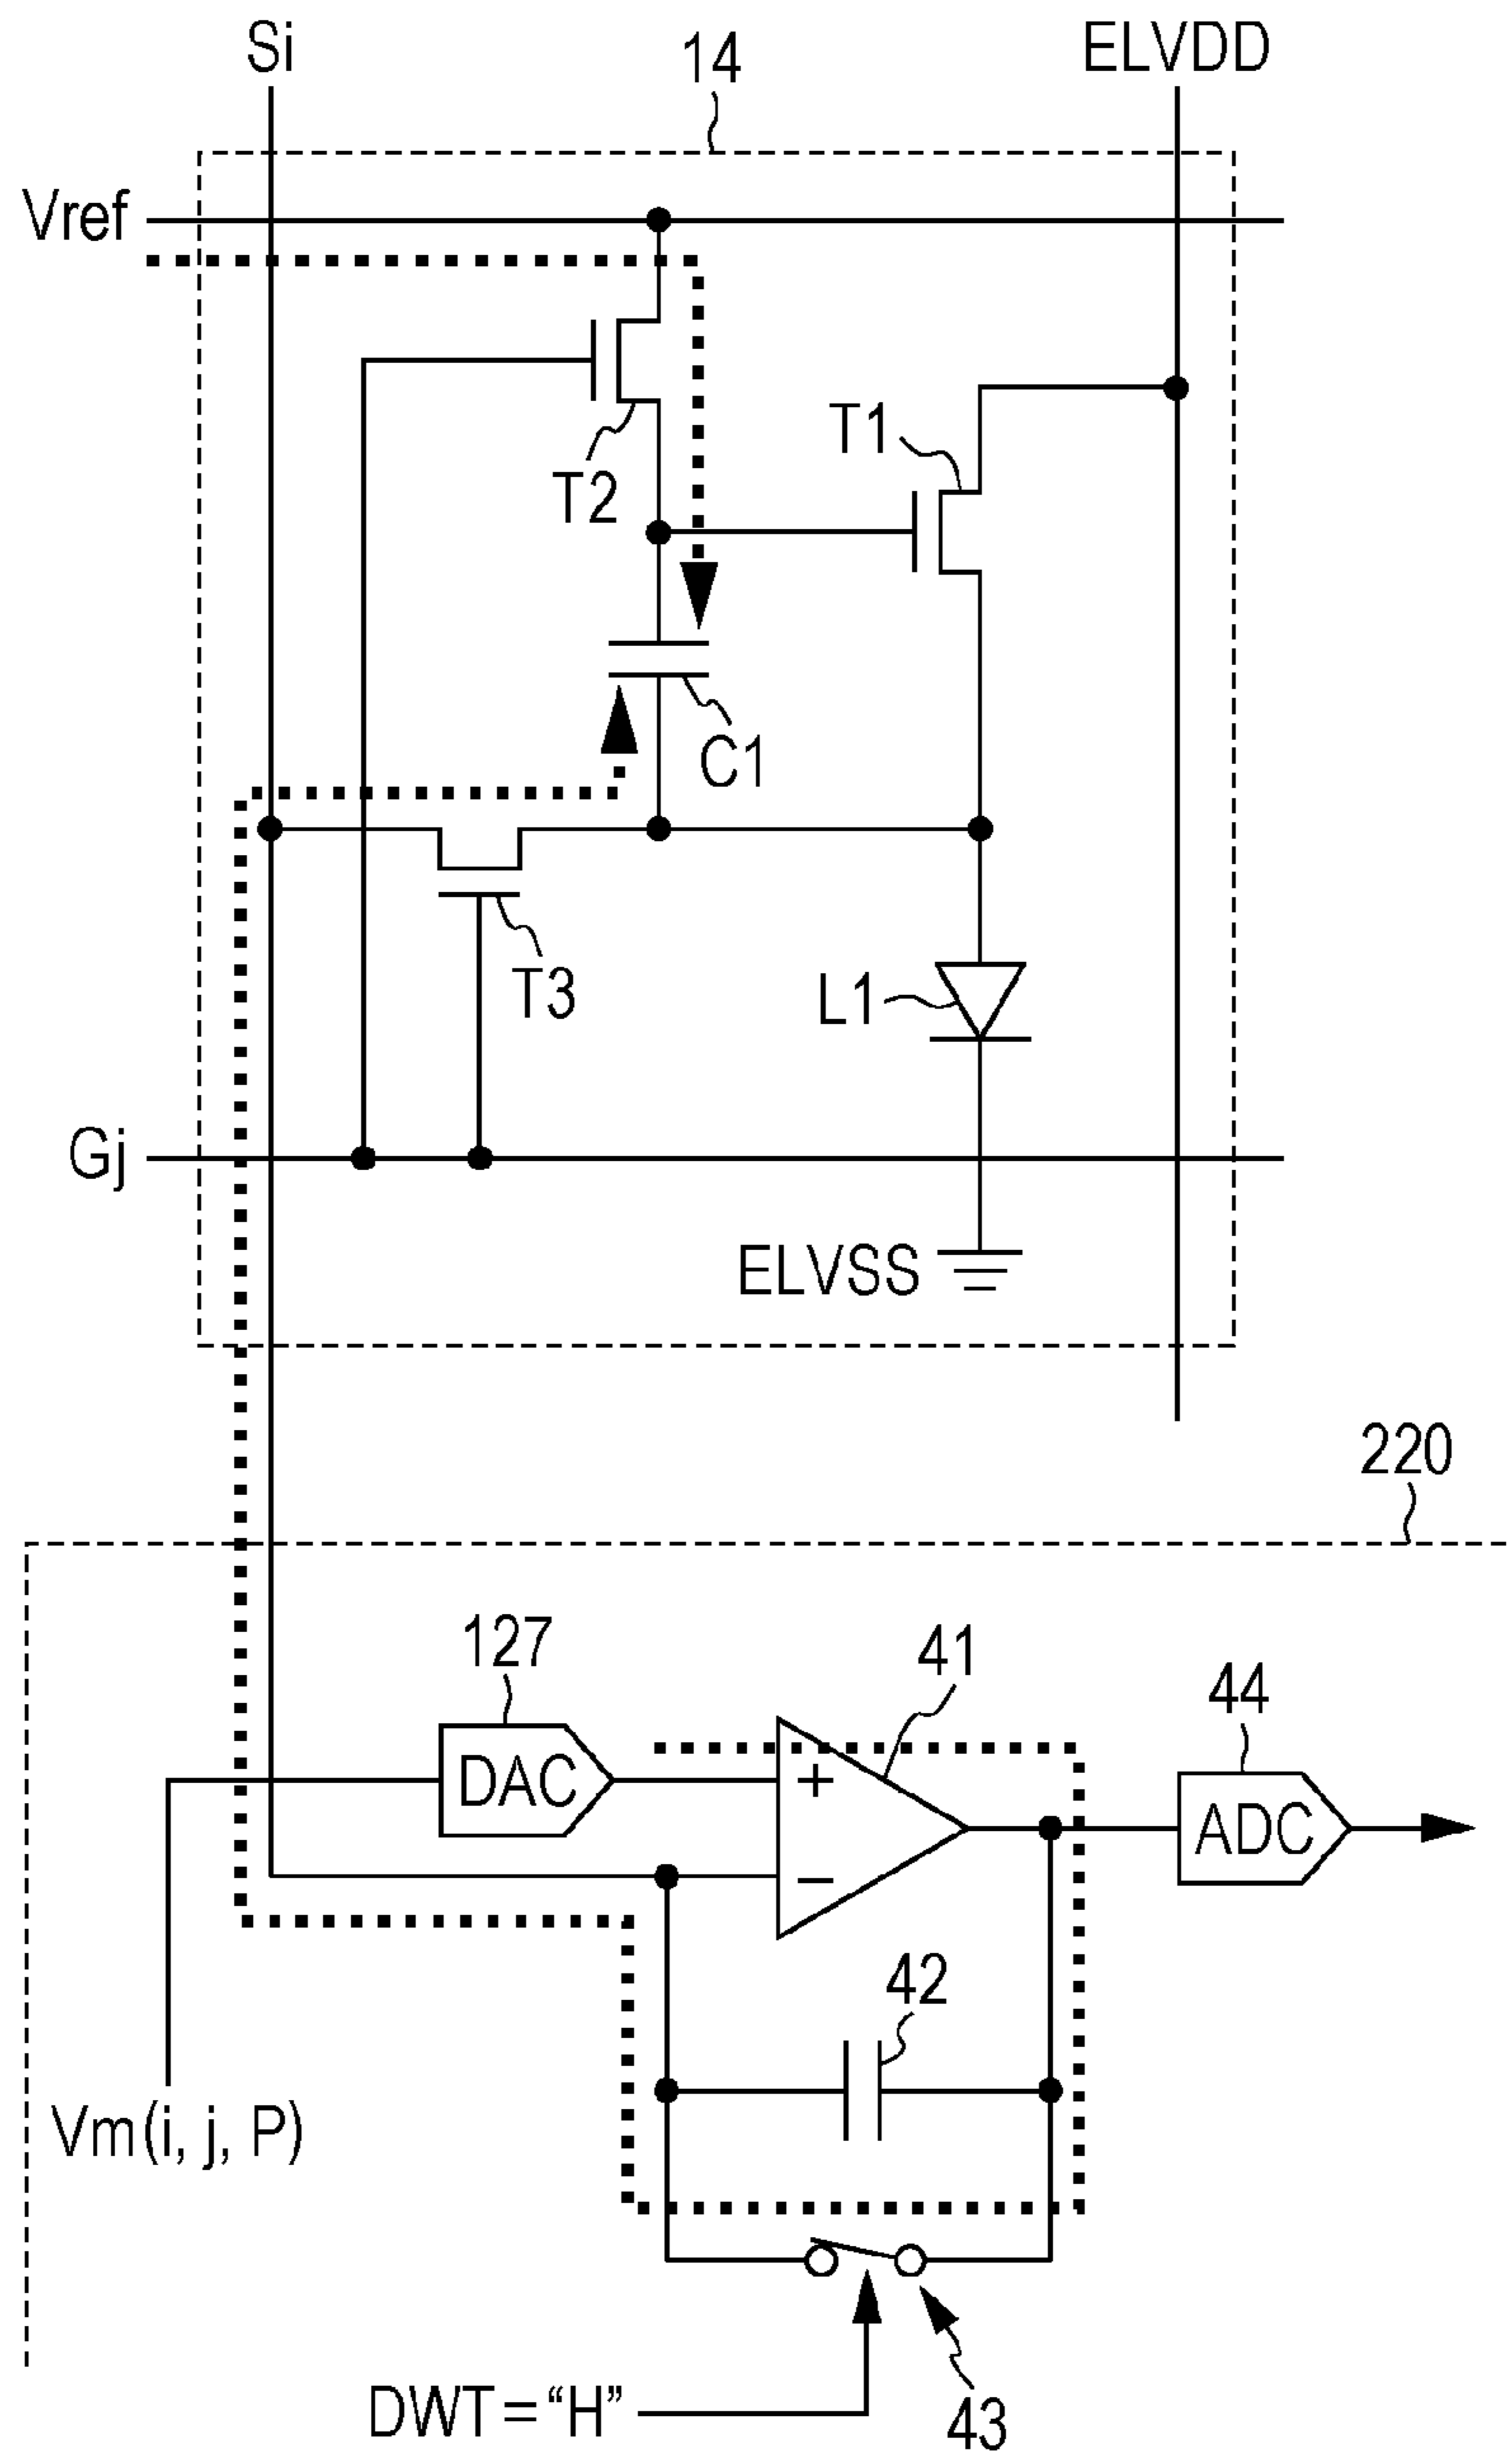 Si
14
ELVDD
Vref
T1
T2
C1
T3
L1
Gj
ELVSS
220
127
41
44
DAC
+
ADC
−
42
Vm(i, j, P)
DWT=“H”
43